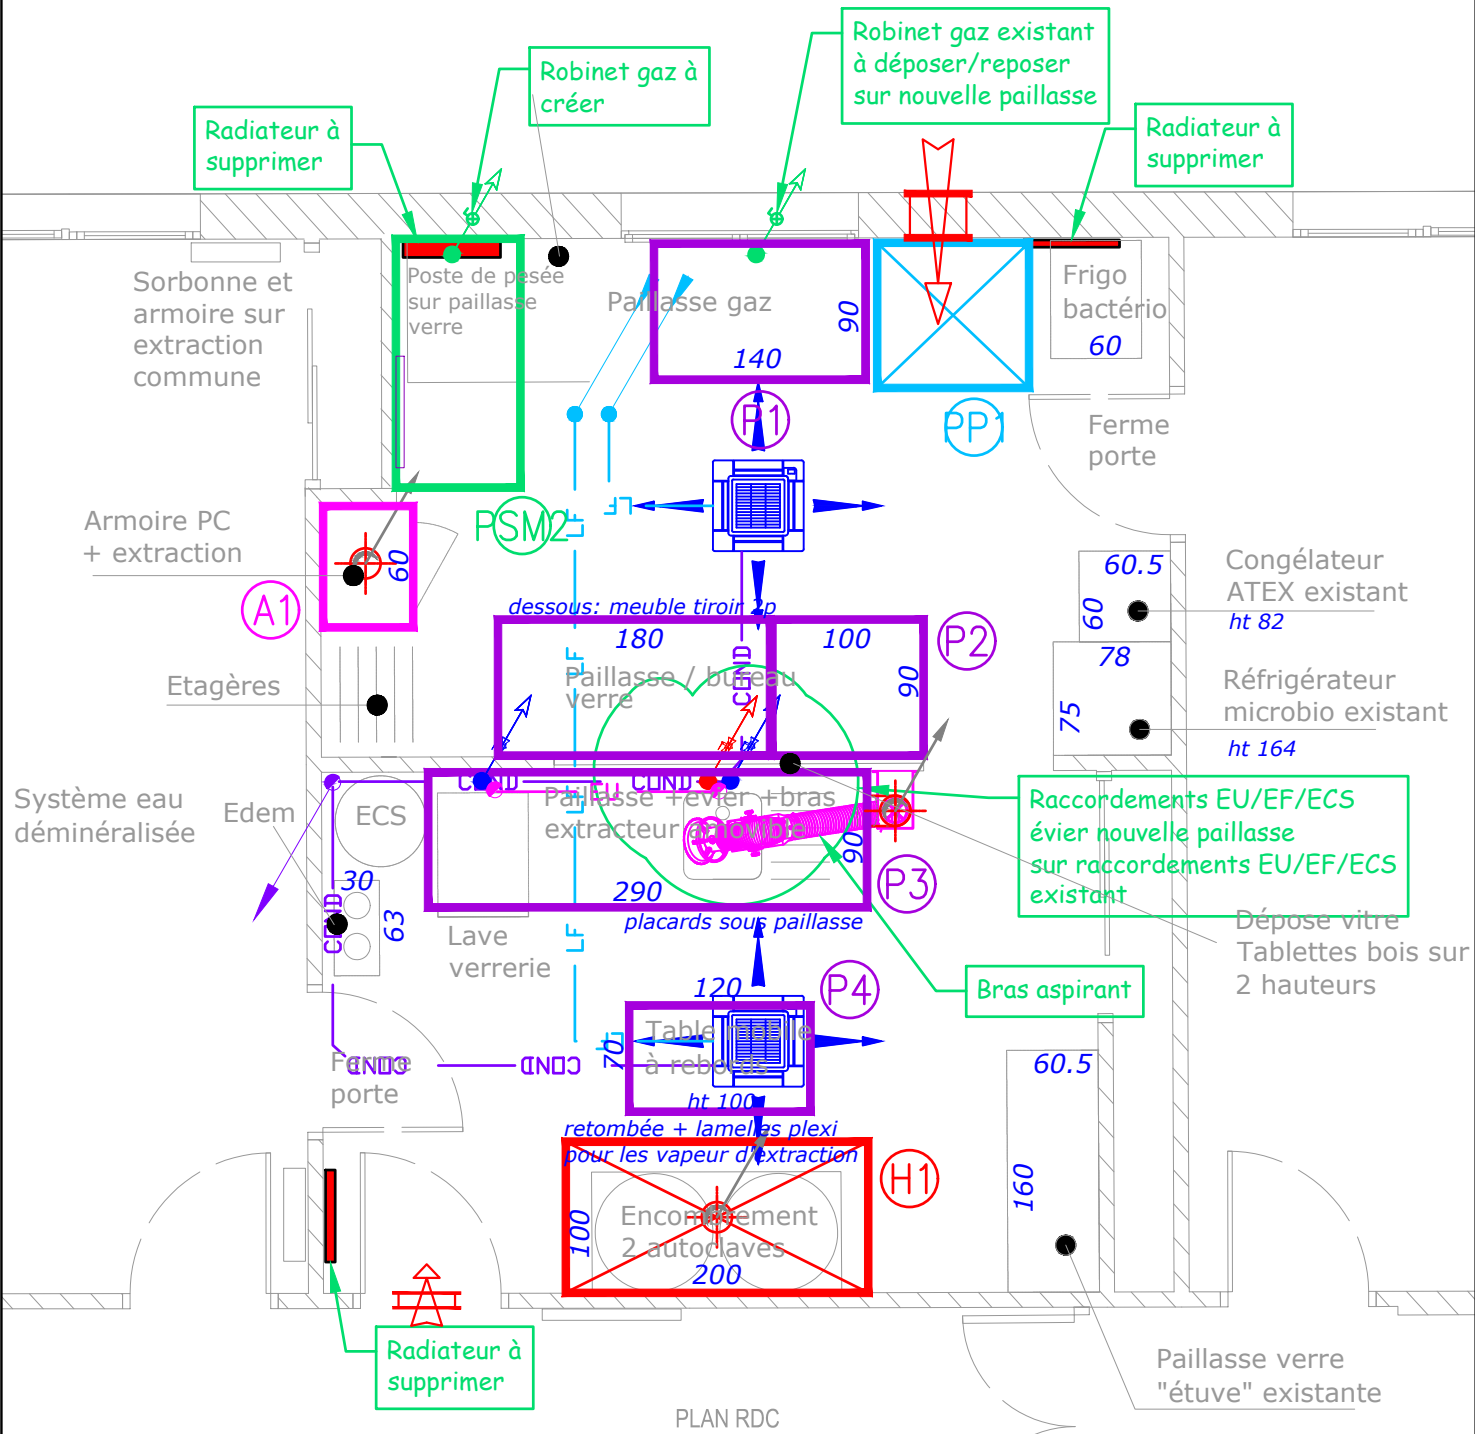 Robinet gaz existant
à déposer/reposer
sur nouvelle paillasse
Robinet gaz à
créer
Radiateur à
supprimer
Radiateur à
supprimer
Sorbonne et
armoire sur
extraction
commune
Poste de pesée
sur paillasse
verre
Paillasse gaz
90
140
Frigo
bactério
60
P1
PP1
Ferme
porte
PSM2
LF
LF
Armoire PC
+ extraction
60
A1
60.5
60
Congélateur
ATEX existant
ht 82
dessous: meuble tiroir 2p
180
100
P2
LF
COND
Paillasse / bureau
verre
90
78
75
Réfrigérateur
microbio existant
ht 164
Etagères
COND
EU
COND
Système eau
déminéralisée
Edem
ECS
Paillasse +évier +bras
extracteur amovible
LF
90
Raccordements EU/EF/ECS
évier nouvelle paillasse
sur raccordements EU/EF/ECS
existant
30
63
COND
290
P3
placards sous paillasse
Lave
verrerie
LF
Dépose vitre
Tablettes bois sur
2 hauteurs
Bras aspirant
120
P4
LF
70
Table mobile
à rebords
ht 100
Ferme
porte
COND
COND
60.5
retombée + lamelles plexi
pour les vapeur d'extraction
H1
160
100
Encombrement
2 autoclaves
200
Radiateur à
supprimer
Paillasse verre
"étuve" existante
PLAN RDC